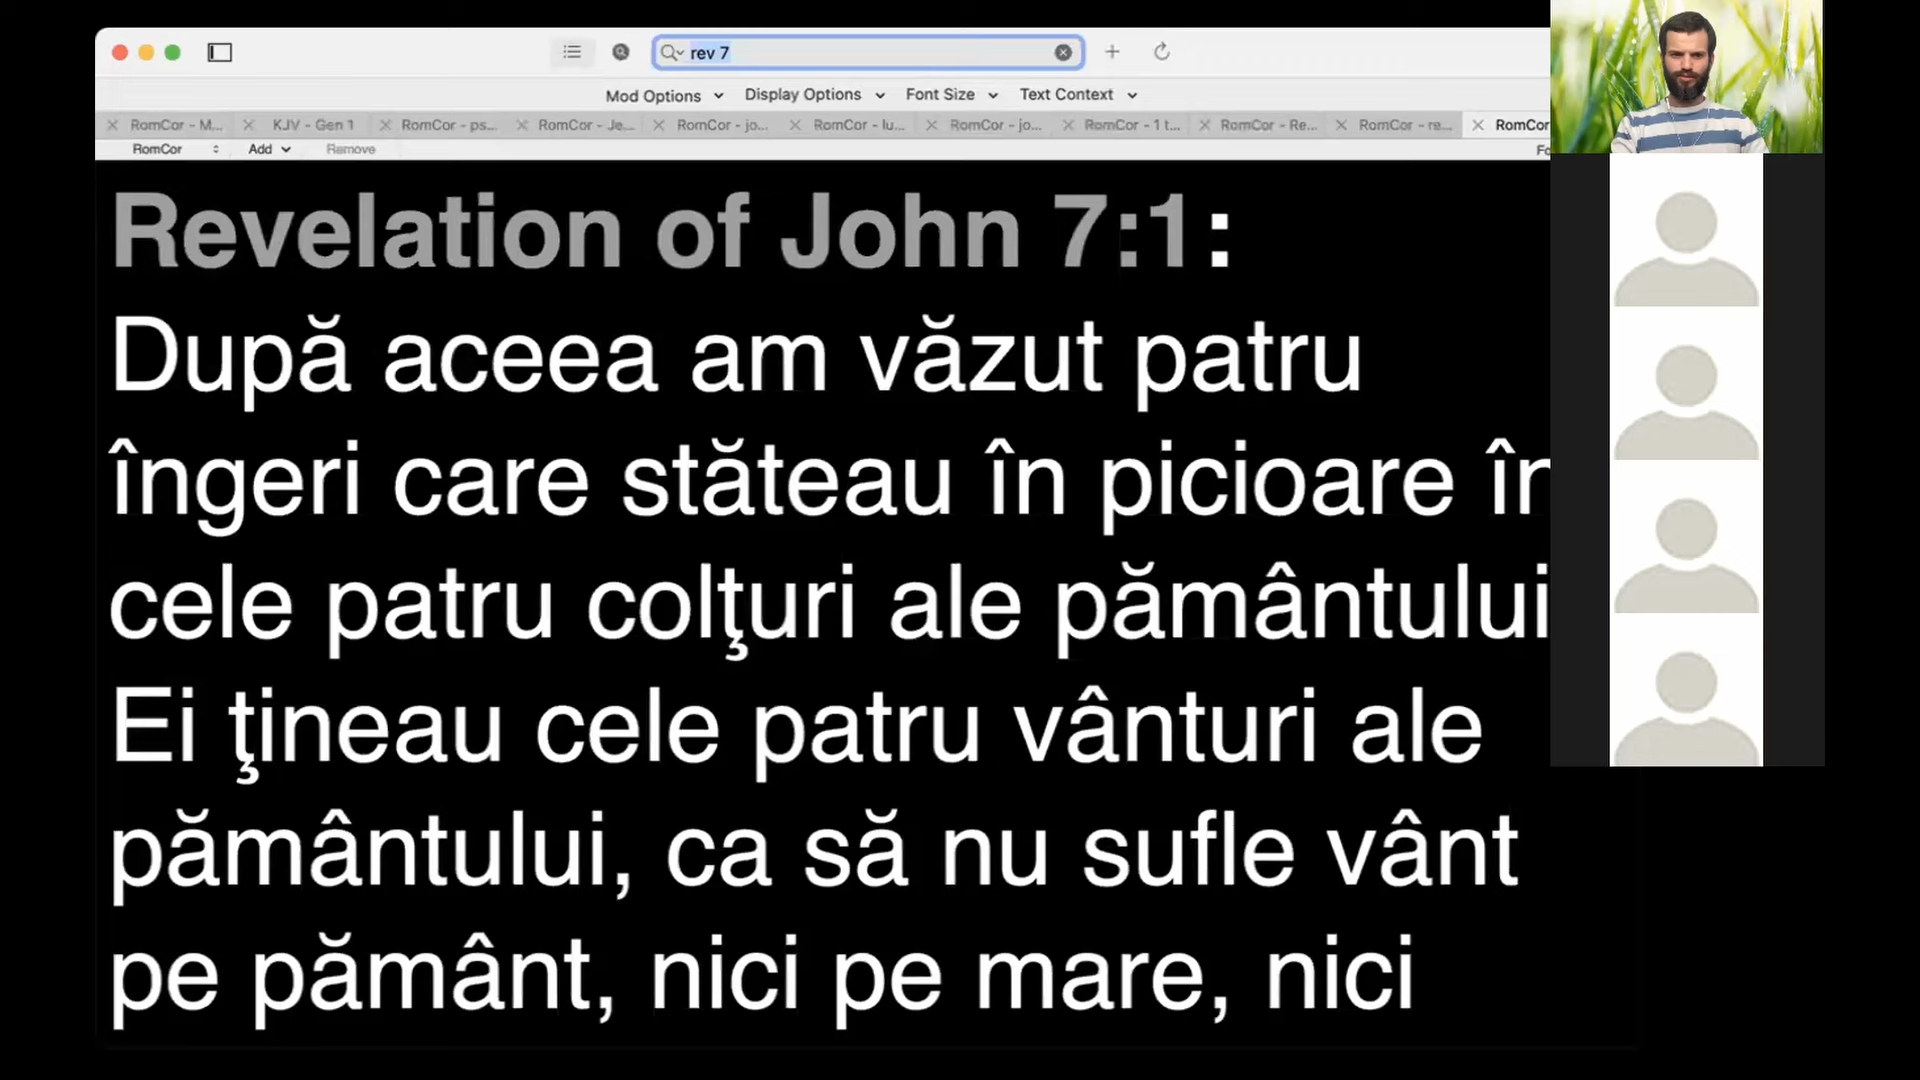 rev 7
Mod Options Display Options Font Size Text Context
RomCor - M... KJV - Gen 1 RomCor - ps... RomCor - Je... RomCor - jo... RomCor - lu... RomCor - jo... RomCor - 1 t... RomCor - Re... RomCor - re... RomCor
RomCor Add Remove Fo
Revelation of John 7:1:
După aceea am văzut patru
îngeri care stăteau în picioare în
cele patru colţuri ale pământului
Ei ţineau cele patru vânturi ale
pământului, ca să nu sufle vânt
pe pământ, nici pe mare, nici